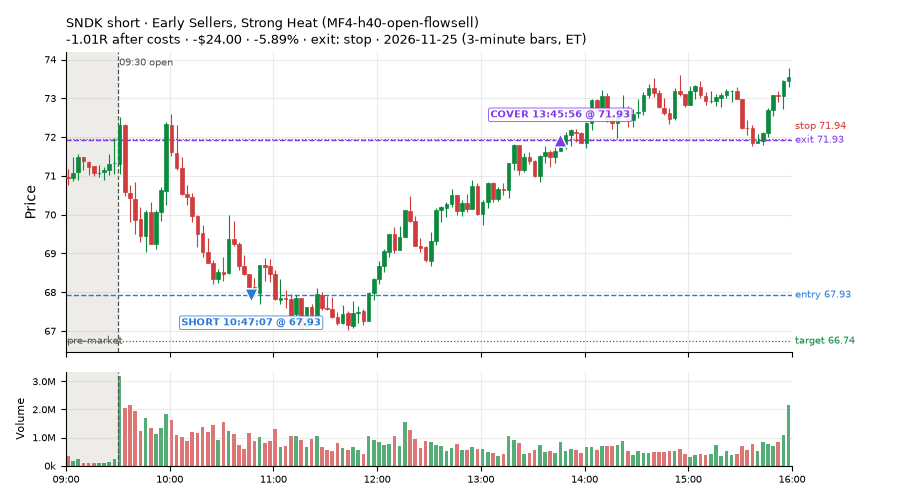 SNDK short · Early Sellers, Strong Heat (MF4-h40-open-flowsell)
-1.01R after costs · -$24.00 · -5.89% · exit: stop · 2026-11-25 (3-minute bars, ET)
09:30 open
74
73
72
71
70
69
68
67
Price
COVER 13:45:56 @ 71.93
stop 71.94
exit 71.93
entry 67.93
SHORT 10:47:07 @ 67.93
target 66.74
pre-market
3.0M
2.0M
1.0M
0k
Volume
09:00
10:00
11:00
12:00
13:00
14:00
15:00
16:00